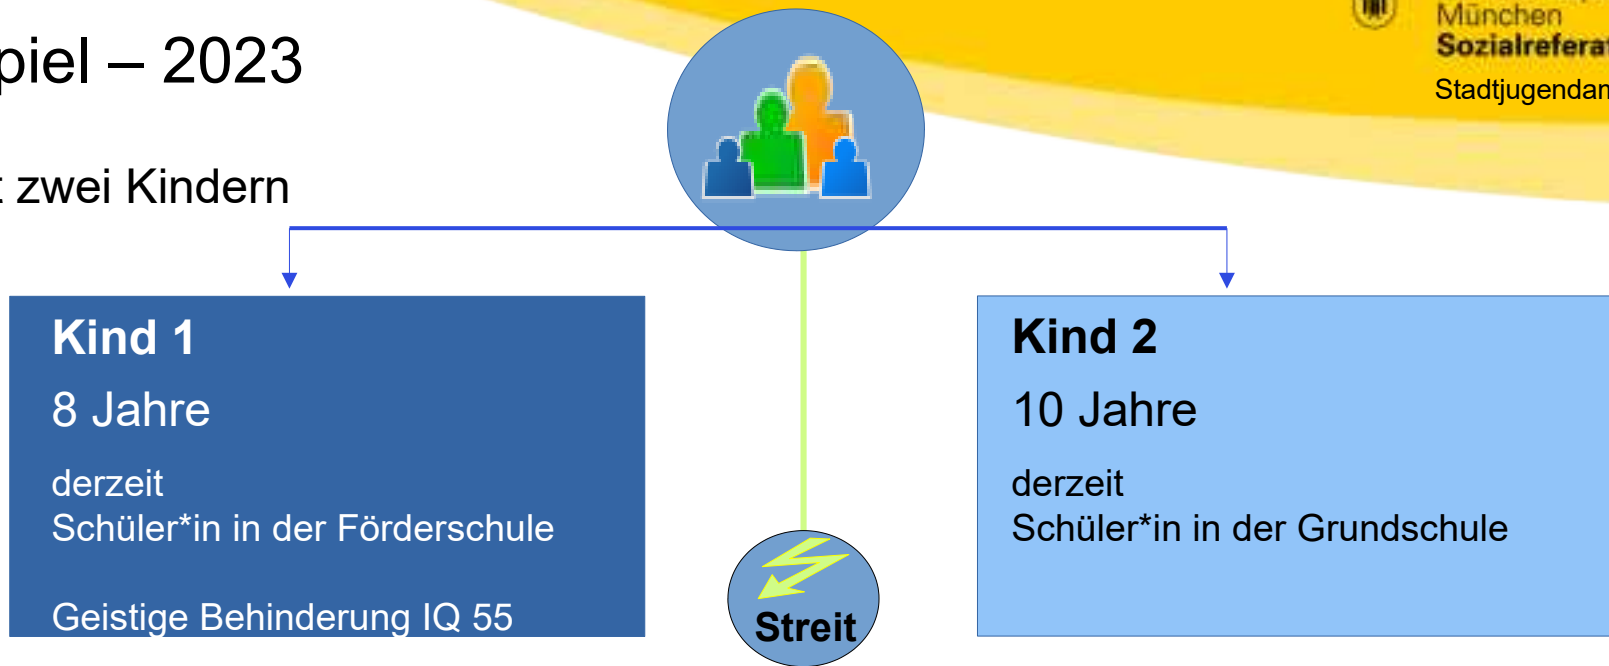 piel – 2023
München
Sozialreferat
Stadtjugendam
t zwei Kindern
Kind 1
8 Jahre
derzeit
Schüler*in in der Förderschule
Geistige Behinderung IQ 55
Streit
Kind 2
10 Jahre
derzeit
Schüler*in in der Grundschule